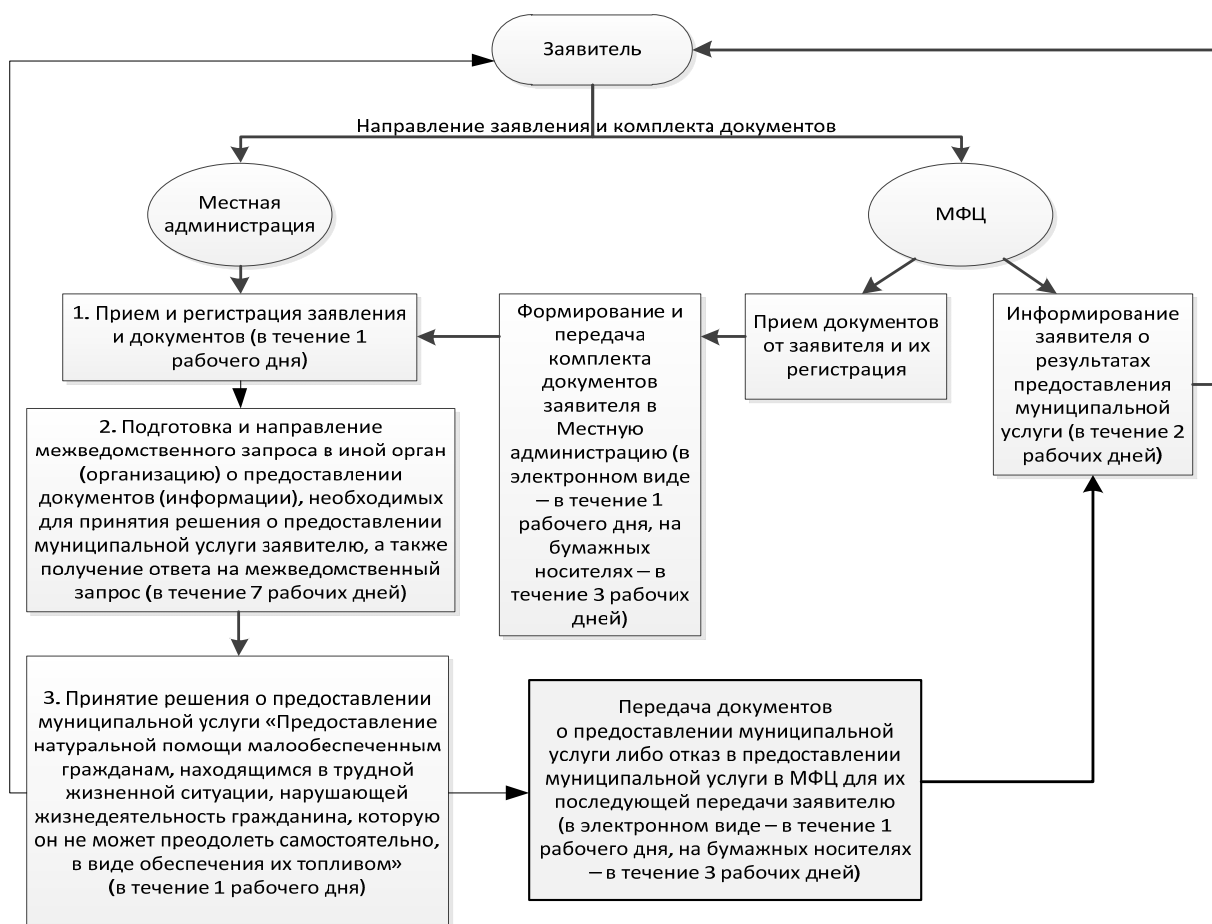 Заявитель
Направление заявления и комплекта документов
Местная
администрация
МФЦ
1. Прием и регистрация заявления
и документов (в течение 1
рабочего дня)
Формирование и
передача
комплекта
документов
заявителя в
Местную
администрацию (в
электронном виде
– в течение 1
рабочего дня, на
бумажных
носителях – в
течение 3 рабочих
дней)
Прием документов
от заявителя и их
регистрация
Информирование
заявителя о
результатах
предоставления
муниципальной
услуги (в течение 2
рабочих дней)
2. Подготовка и направление
межведомственного запроса в иной орган
(организацию) о предоставлении
документов (информации), необходимых
для принятия решения о предоставлении
муниципальной услуги заявителю, а также
получение ответа на межведомственный
запрос (в течение 7 рабочих дней)
3. Принятие решения о предоставлении
муниципальной услуги «Предоставление
натуральной помощи малообеспеченным
гражданам, находящимся в трудной
жизненной ситуации, нарушающей
жизнедеятельность гражданина, которую
он не может преодолеть самостоятельно,
в виде обеспечения их топливом»
(в течение 1 рабочего дня)
Передача документов
о предоставлении муниципальной
услуги либо отказ в предоставлении
муниципальной услуги в МФЦ для их
последующей передачи заявителю
(в электронном виде – в течение 1
рабочего дня, на бумажных носителях
– в течение 3 рабочих дней)